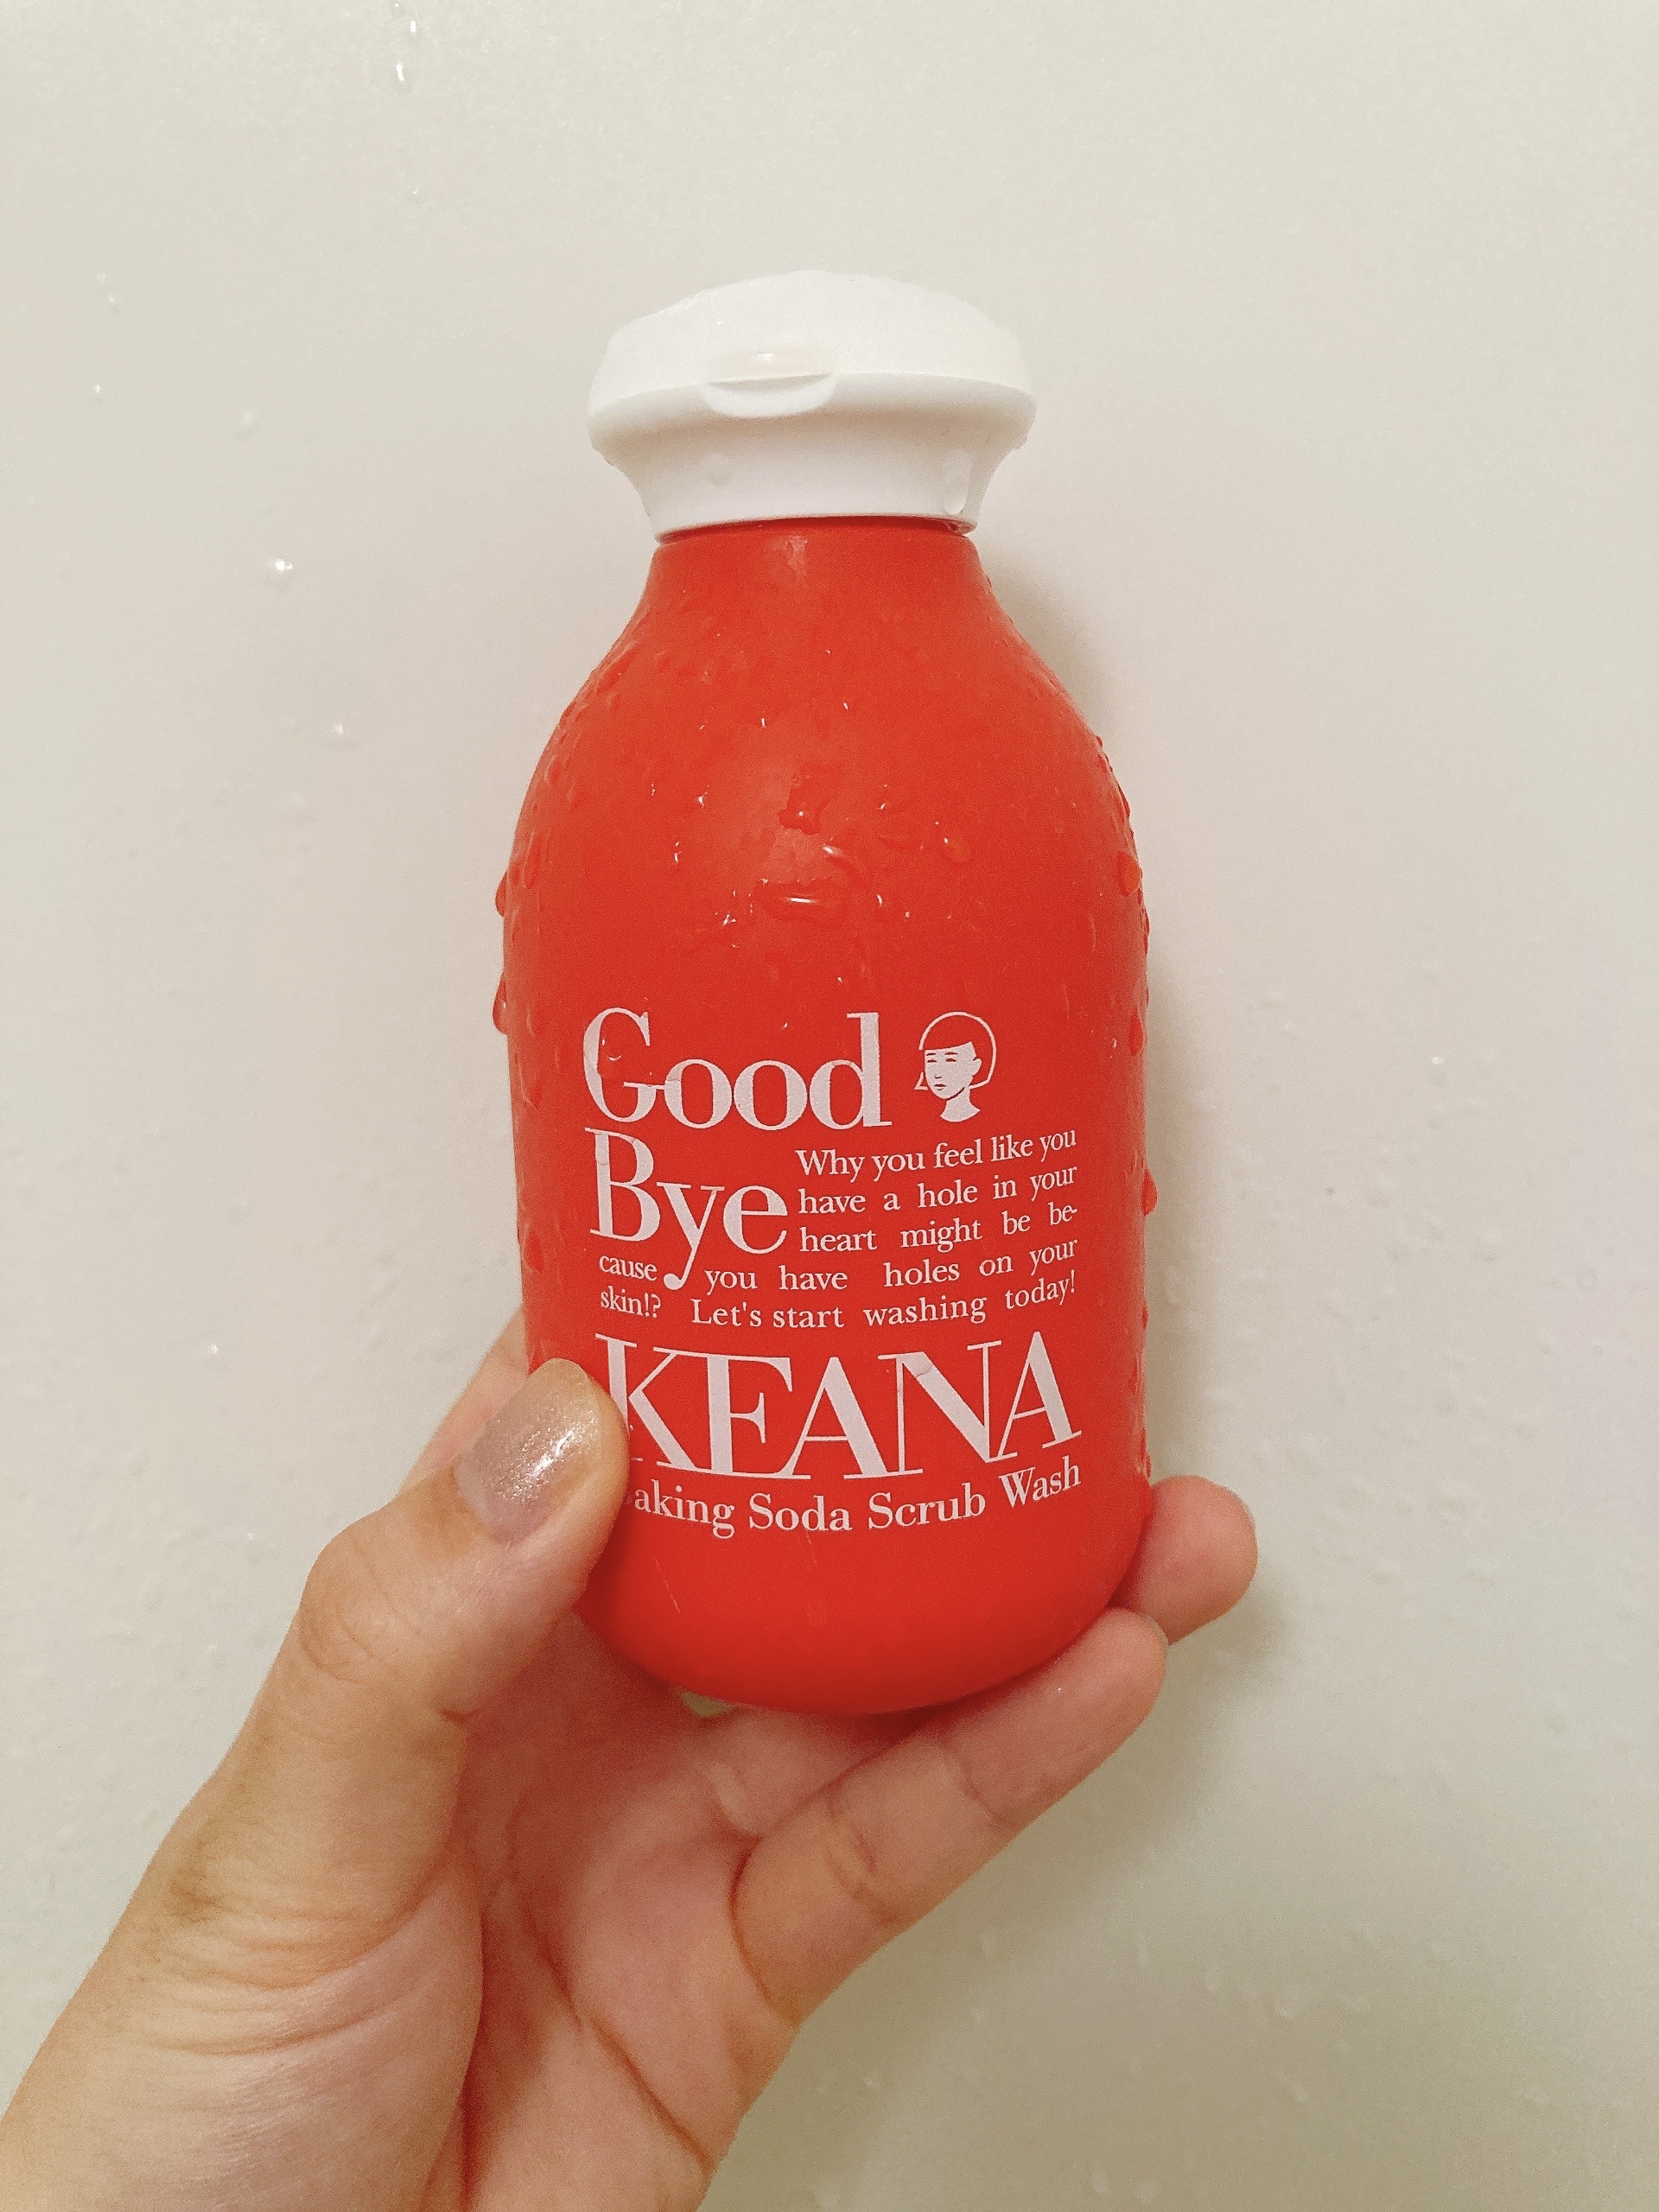 Good
Bye
Why you feel like you
have a hole in your
heart might be be-
cause you have holes on your
skin!? Let's start washing today!
KEANA
aking Soda Scrub Wash